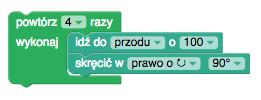 powtórz 4 razy
wykonaj idź do przodu o 100
skręcić w prawo o ↻ 90°